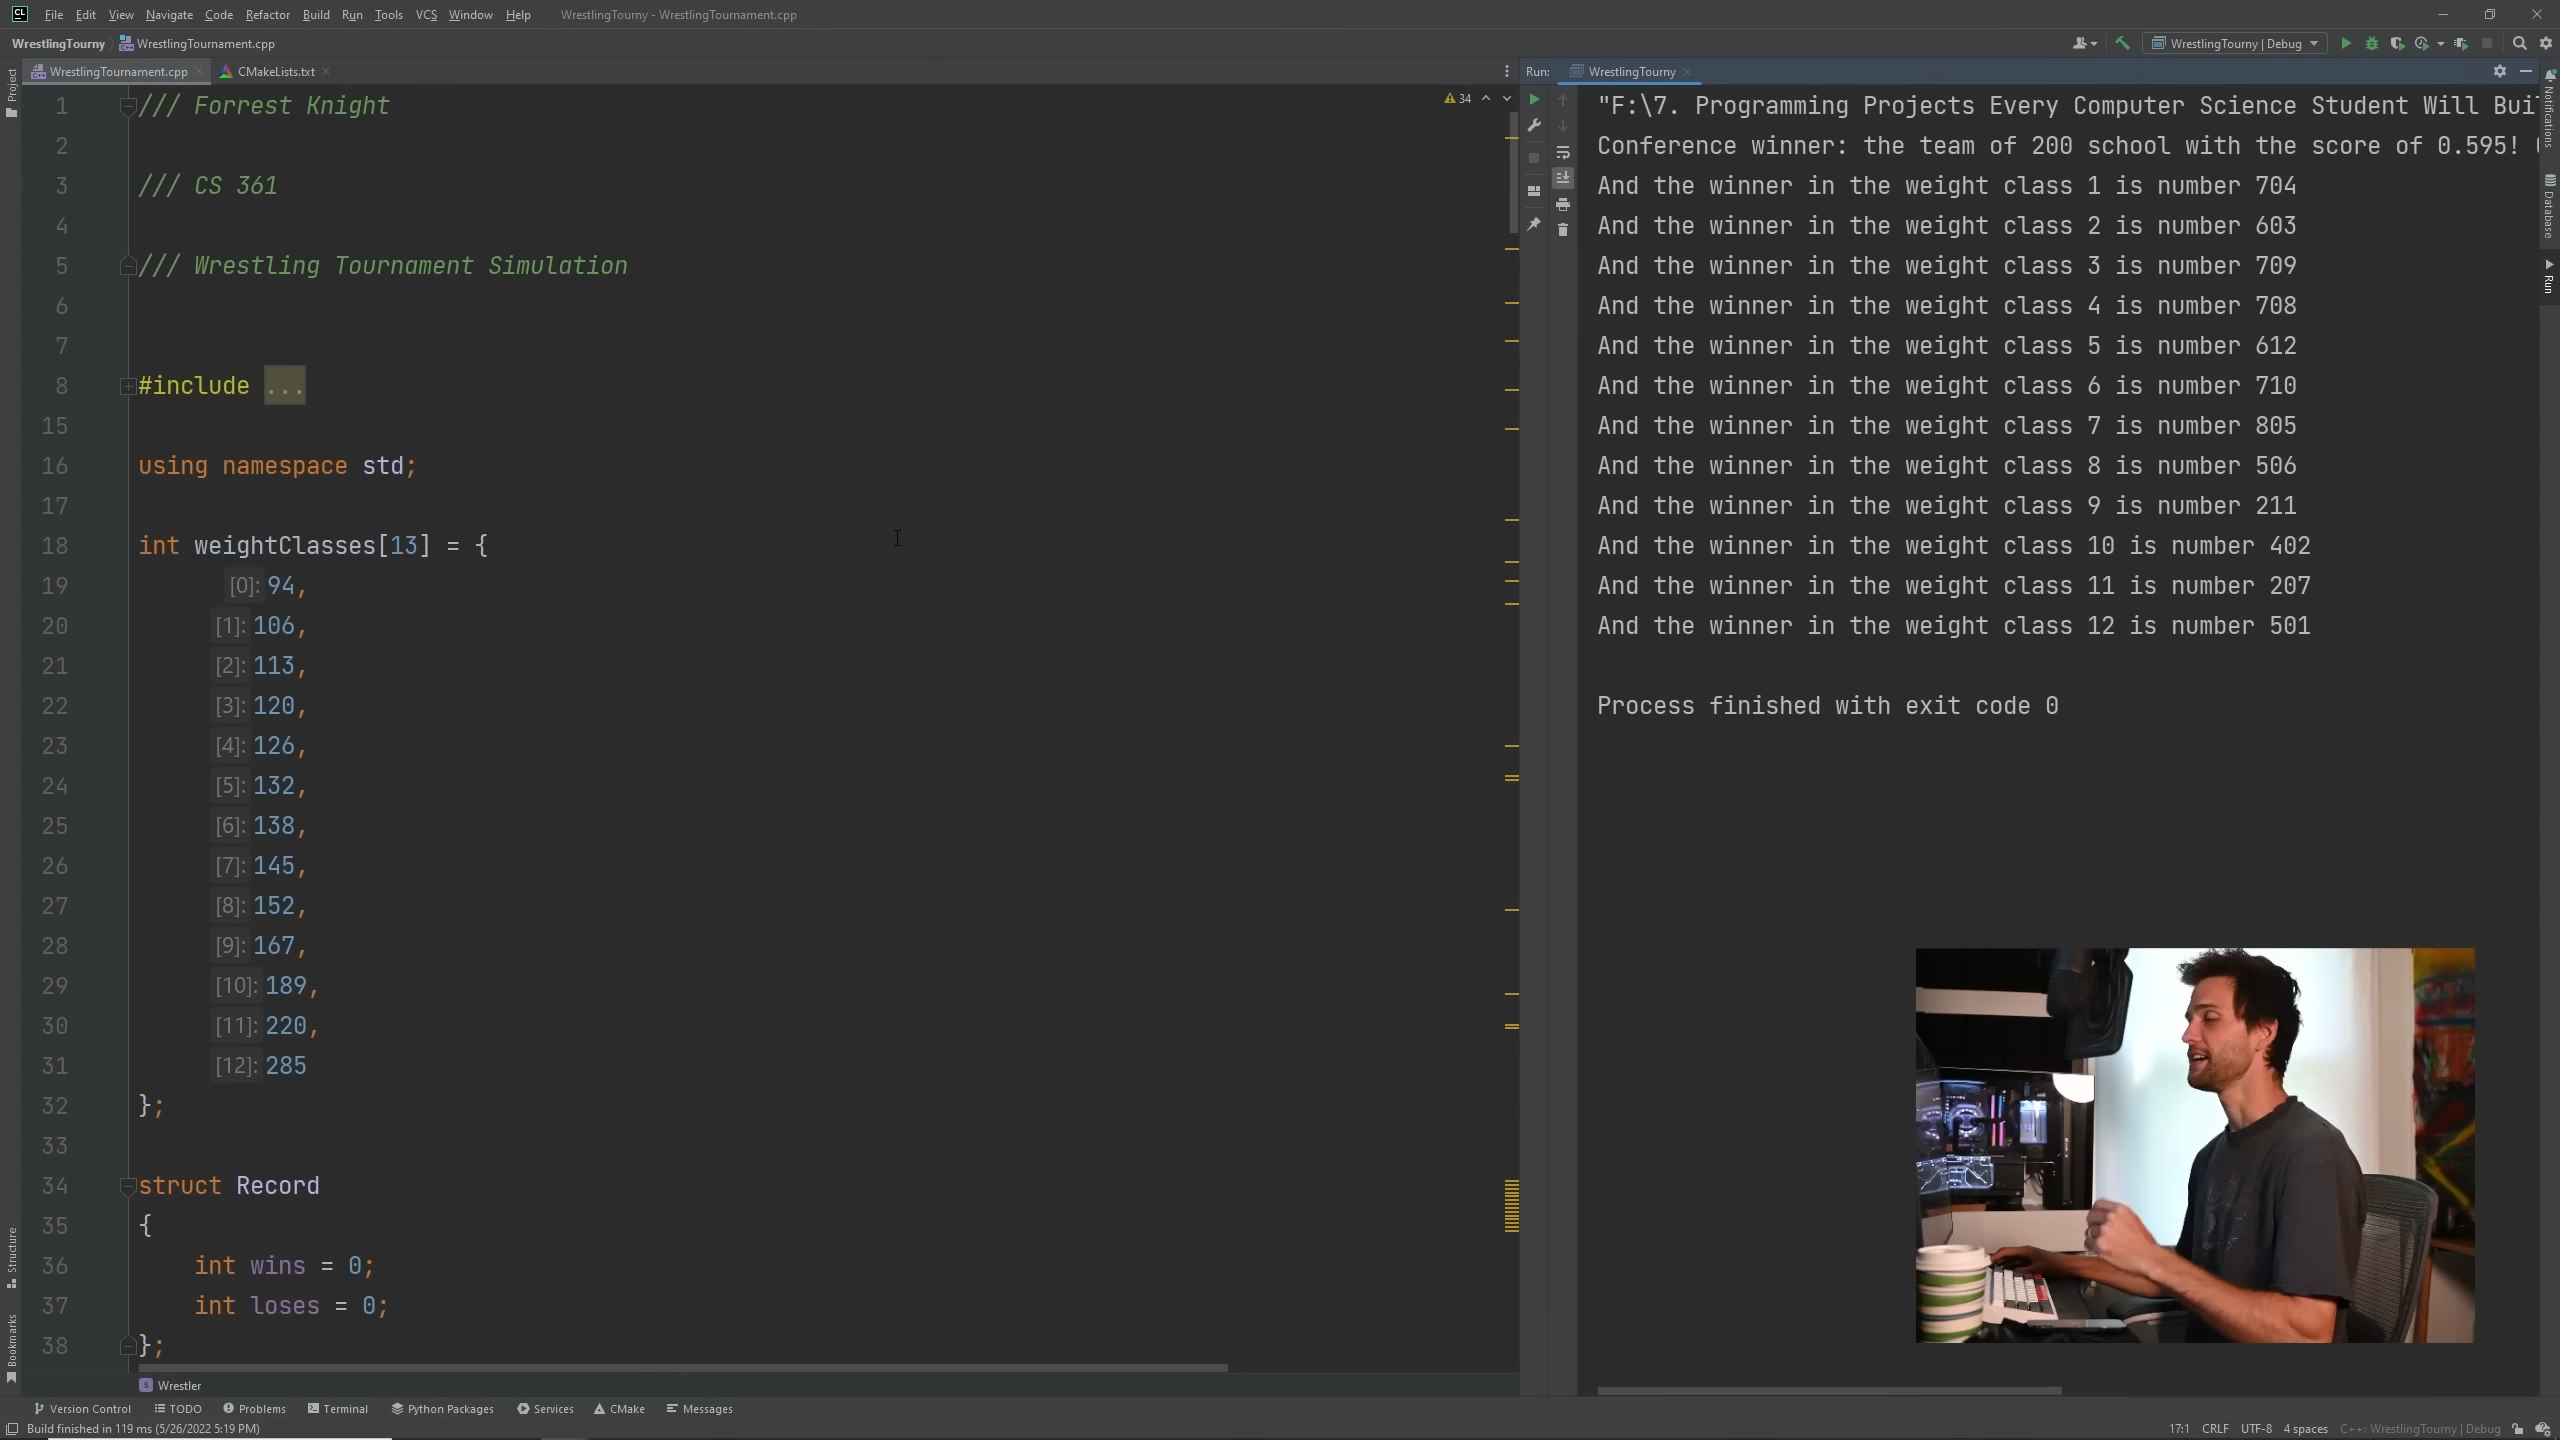 CL File Edit View Navigate Code Refactor Build Run Tools VCS Window Help WrestlingTourny - WrestlingTournament.cpp
WrestlingTourny WrestlingTournament.cpp WrestlingTourny | Debug
WrestlingTournament.cpp CMakeLists.txt
Run: WrestlingTourny
Project
34
1 /// Forrest Knight
2
3 /// CS 361
4
5 /// Wrestling Tournament Simulation
6
7
8 #include ...
15
16 using namespace std;
17
18 int weightClasses[13] = {
19 [0]: 94,
20 [1]: 106,
21 [2]: 113,
22 [3]: 120,
23 [4]: 126,
24 [5]: 132,
25 [6]: 138,
26 [7]: 145,
27 [8]: 152,
28 [9]: 167,
29 [10]: 189,
30 [11]: 220,
31 [12]: 285
32 };
33
34 struct Record
35 {
36 int wins = 0;
37 int loses = 0;
38 };
Wrestler
"F:\7. Programming Projects Every Computer Science Student Will Bui
Conference winner: the team of 200 school with the score of 0.595!
And the winner in the weight class 1 is number 704
And the winner in the weight class 2 is number 603
And the winner in the weight class 3 is number 709
And the winner in the weight class 4 is number 708
And the winner in the weight class 5 is number 612
And the winner in the weight class 6 is number 710
And the winner in the weight class 7 is number 805
And the winner in the weight class 8 is number 506
And the winner in the weight class 9 is number 211
And the winner in the weight class 10 is number 402
And the winner in the weight class 11 is number 207
And the winner in the weight class 12 is number 501
Process finished with exit code 0
Notifications
Database
Run
Structure
Bookmarks
Version Control TODO Problems Terminal Python Packages Services CMake Messages
Build finished in 119 ms (5/26/2022 5:19 PM) 17:1 CRLF UTF-8 4 spaces C++: WrestlingTourny | Debug